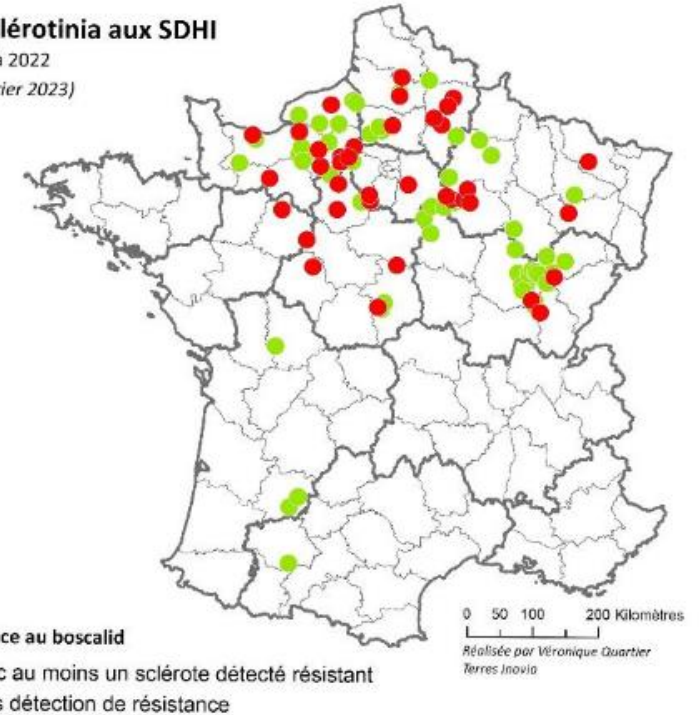 lérotinia aux SDHI
2022
ier 2023)
ce au boscalid
c au moins un sclérote détecté résistant
s détection de résistance
0 50 100 200 Kilomètres
Réalisée par Véronique Quartier
Terres Inovia